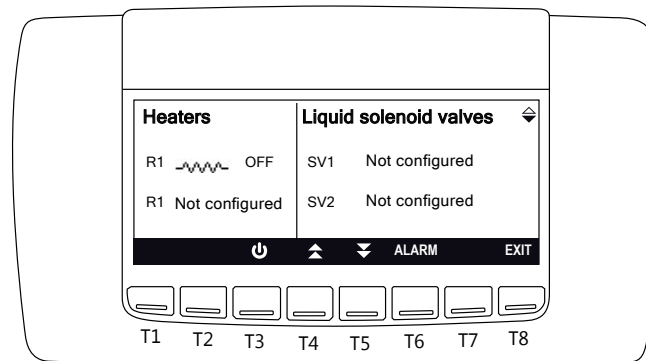 Heaters
R1 OFF
R1 Not configured
Liquid solenoid valves
SV1 Not configured
SV2 Not configured
ALARM EXIT
T1 T2 T3 T4 T5 T6 T7 T8